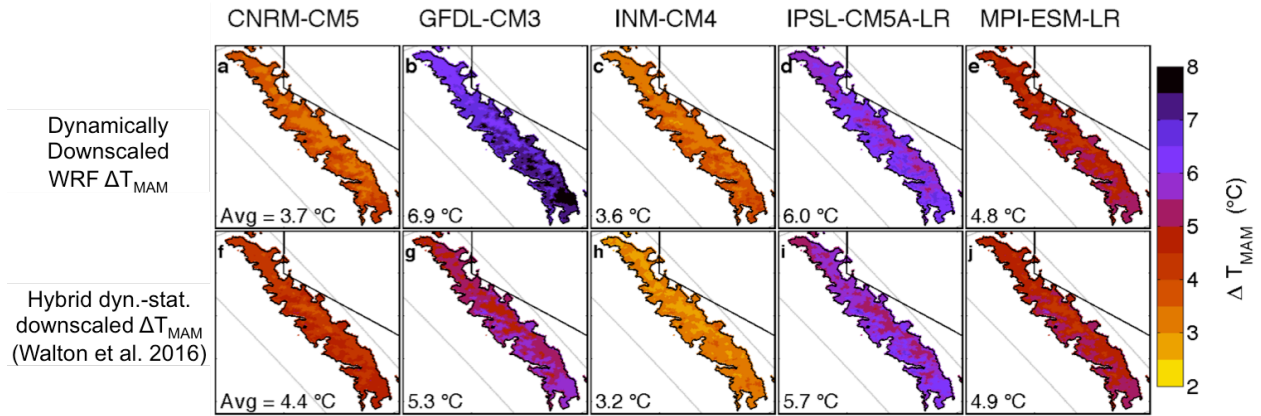 CNRM-CM5 GFDL-CM3 INM-CM4 IPSL-CM5A-LR MPI-ESM-LR
Dynamically
Downscaled
WRF ΔT_MAM
a b c d e
Avg = 3.7 °C 6.9 °C 3.6 °C 6.0 °C 4.8 °C
Hybrid dyn.-stat.
downscaled ΔT_MAM
(Walton et al. 2016)
f g h i j
Avg = 4.4 °C 5.3 °C 3.2 °C 5.7 °C 4.9 °C
8
7
6
5
4
3
2
Δ T_MAM (°C)